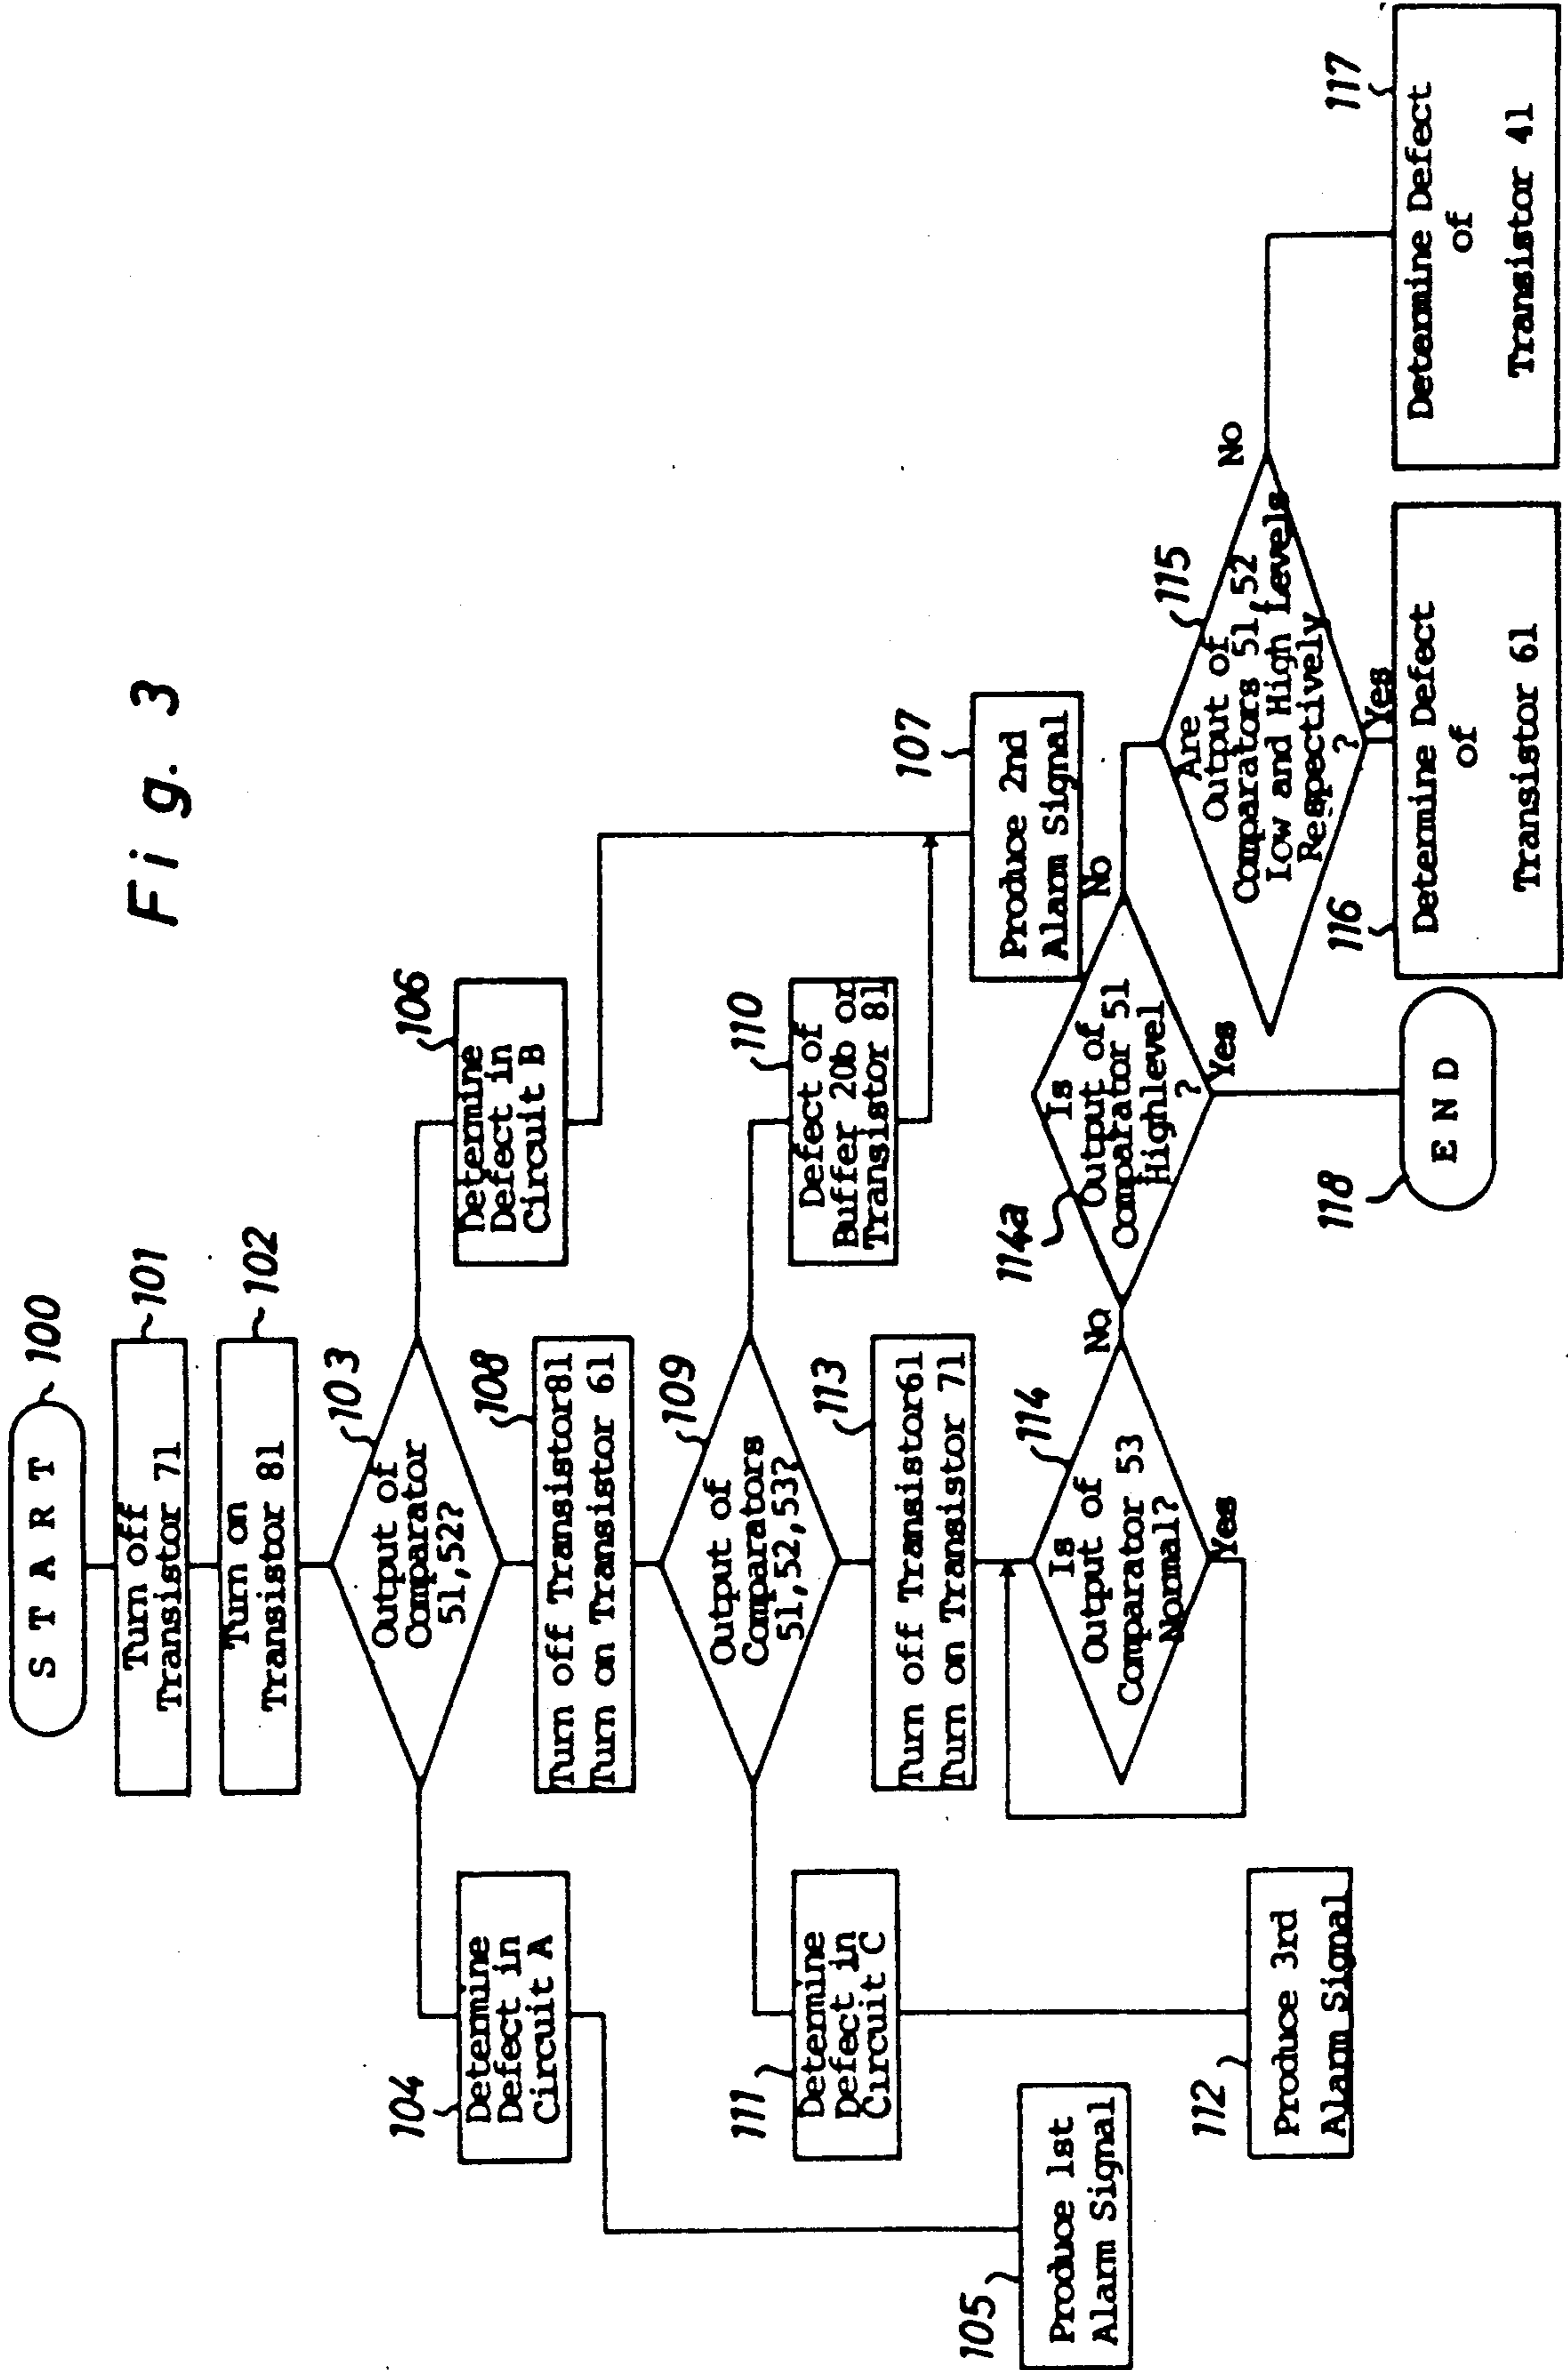 Fig. 3
START
100
Turn off
Transistor 71
101
Turn on
Transistor 81
102
103
Output of
Comparator
51,52?
104
Determine
Defect in
Circuit A
105
Produce 1st
Alarm Signal
106
Determine
Defect in
Circuit B
107
Produce 2nd
Alarm Signal
108
Turn off Transistor81
Turn on Transistor 61
109
Output of
Comparators
51,52,53?
110
Defect of
Buffer 20b or
Transistor 81
111
Determine
Defect in
Circuit C
112
Produce 3rd
Alarm Signal
113
Turn off Transistor61
Turn on Transistor 71
114
Is
Output of
Comparator 53
Normal?
Yes
No
114a
Is
Output of
Comparator 51
Highlevel
?
Yes
No
115
Are
Output of
Comparators 51,52
Low and High Levels
Respectively
?
Yes
No
116
Determine Defect
of
Transistor 61
117
Determine Defect
of
Transistor 41
118
END